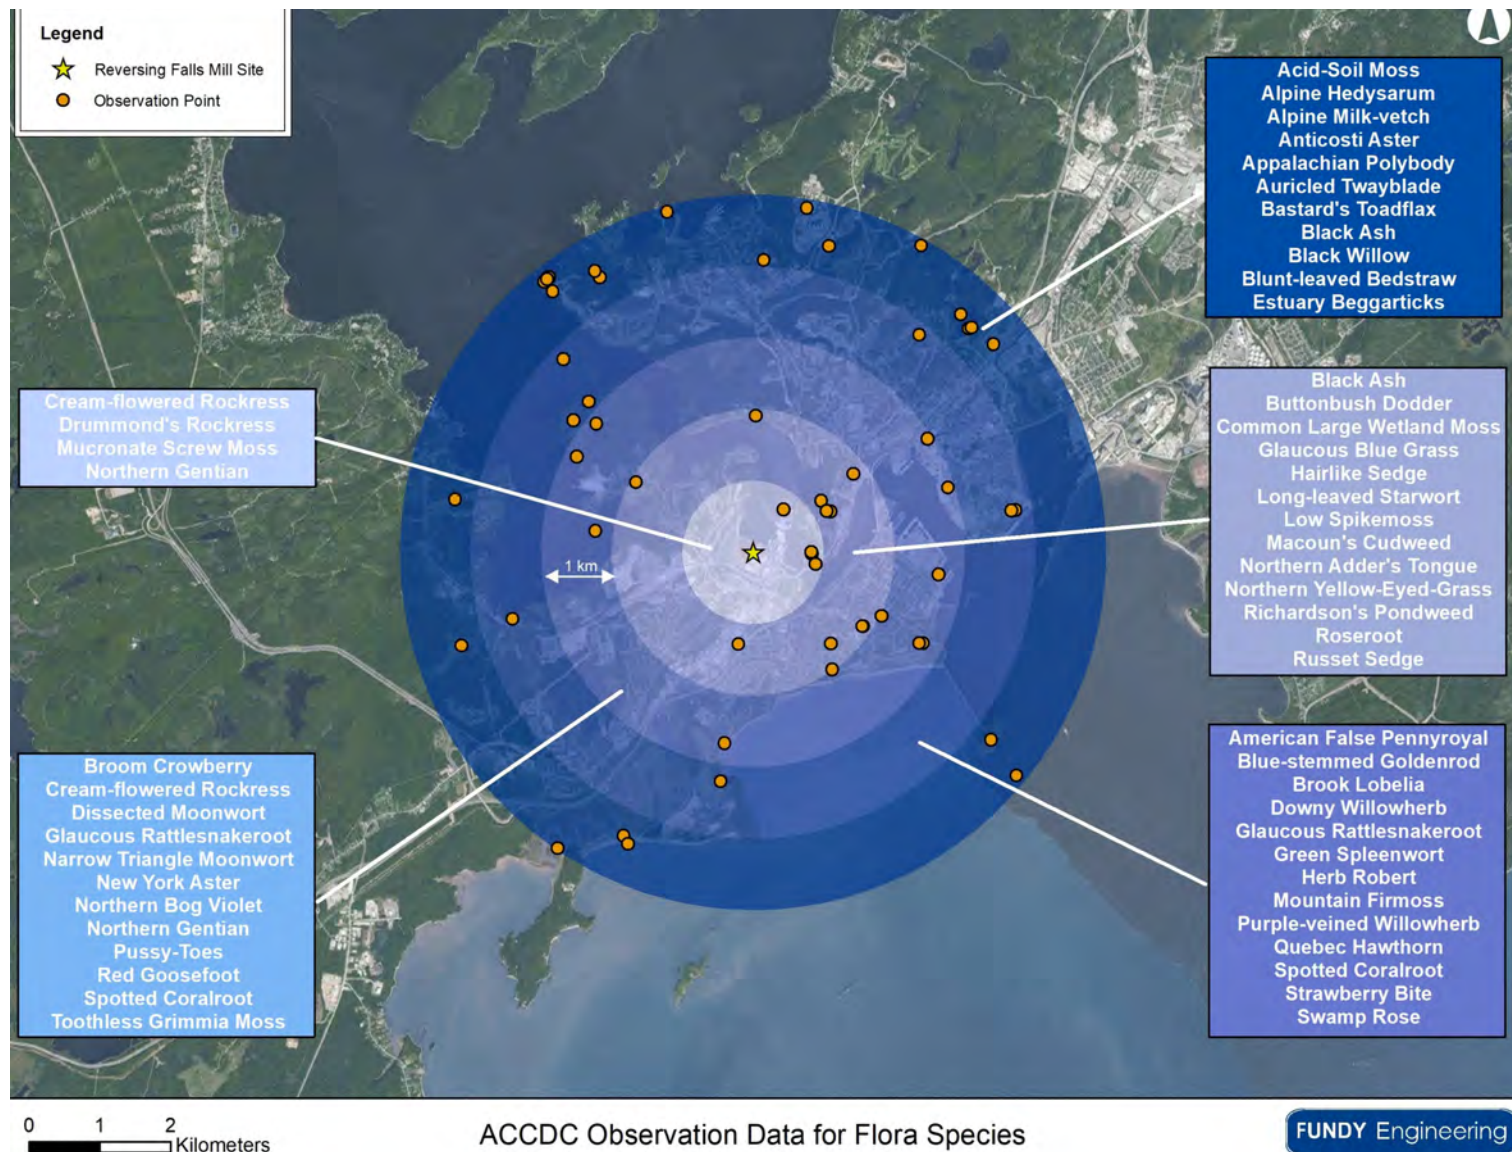 Legend
Reversing Falls Mill Site
Observation Point
Acid-Soil Moss
Alpine Hedysarum
Alpine Milk-vetch
Anticosti Aster
Appalachian Polybody
Auricled Twayblade
Bastard's Toadflax
Black Ash
Black Willow
Blunt-leaved Bedstraw
Estuary Beggarticks
Cream-flowered Rockress
Drummond's Rockress
Mucronate Screw Moss
Northern Gentian
Black Ash
Buttonbush Dodder
Common Large Wetland Moss
Glaucous Blue Grass
Hairlike Sedge
Long-leaved Starwort
Low Spikemoss
Macoun's Cudweed
Northern Adder's Tongue
Northern Yellow-Eyed-Grass
Richardson's Pondweed
Roseroot
Russet Sedge
1 km
Broom Crowberry
Cream-flowered Rockress
Dissected Moonwort
Glaucous Rattlesnakeroot
Narrow Triangle Moonwort
New York Aster
Northern Bog Violet
Northern Gentian
Pussy-Toes
Red Goosefoot
Spotted Coralroot
Toothless Grimmia Moss
American False Pennyroyal
Blue-stemmed Goldenrod
Brook Lobelia
Downy Willowherb
Glaucous Rattlesnakeroot
Green Spleenwort
Herb Robert
Mountain Firmoss
Purple-veined Willowherb
Quebec Hawthorn
Spotted Coralroot
Strawberry Bite
Swamp Rose
0 1 2
Kilometers
ACCDC Observation Data for Flora Species
FUNDY Engineering